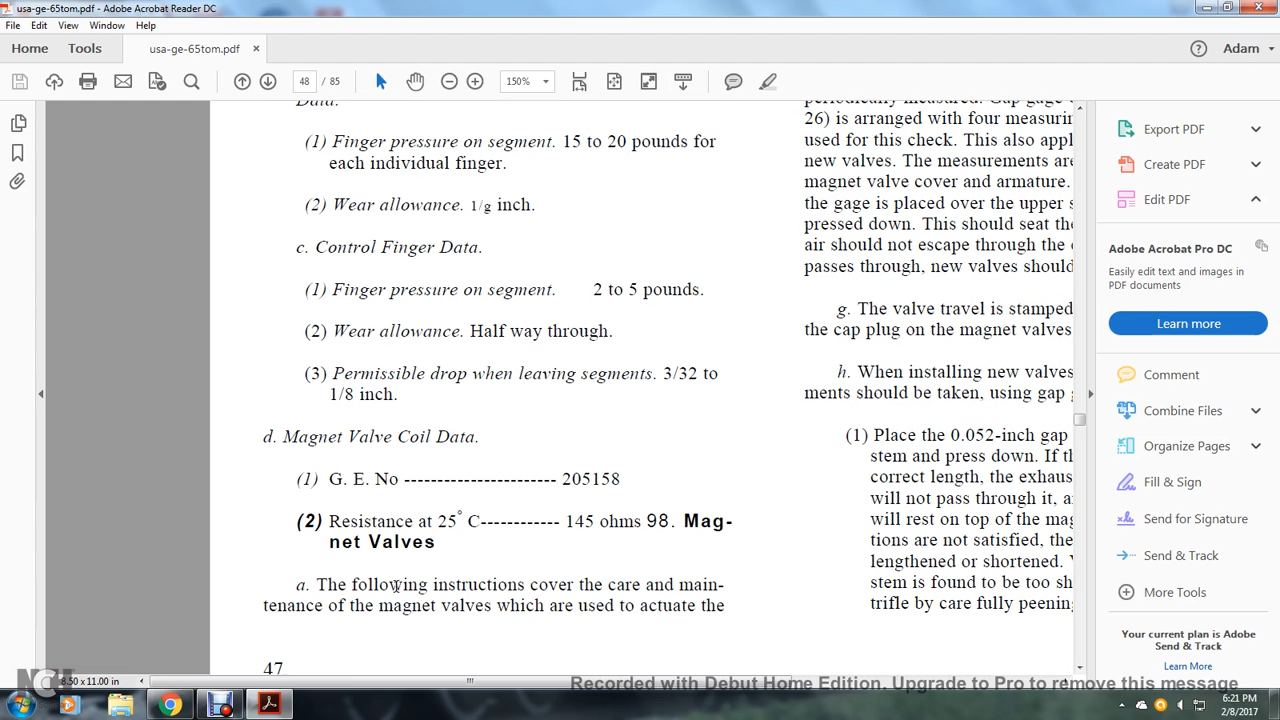 usa-ge-65tom.pdf - Adobe Acrobat Reader DC
File Edit View Window Help
Home Tools usa-ge-65tom.pdf × Adam
48 / 85 150%
Data.
(1) Finger pressure on segment. 15 to 20 pounds for
each individual finger.
(2) Wear allowance. 1/g inch.
c. Control Finger Data.
(1) Finger pressure on segment. 2 to 5 pounds.
(2) Wear allowance. Half way through.
(3) Permissible drop when leaving segments. 3/32 to
1/8 inch.
d. Magnet Valve Coil Data.
(1) G. E. No ----------------------- 205158
(2) Resistance at 25° C------------ 145 ohms 98. Mag-
net Valves
a. The following instructions cover the care and main-
tenance of the magnet valves which are used to actuate the
47
periodically measured. Gap gage
26) is arranged with four measurin
used for this check. This also appl
new valves. The measurements are
magnet valve cover and armature.
the gage is placed over the upper s
pressed down. This should seat the
air should not escape through the
passes through, new valves should
g. The valve travel is stamped
the cap plug on the magnet valves.
h. When installing new valves
ments should be taken, using gap g
(1) Place the 0.052-inch gap
stem and press down. If th
correct length, the exhaus
will not pass through it, a
will rest on top of the mag
tions are not satisfied, the
lengthened or shortened.
stem is found to be too sh
trifle by care fully peening
Export PDF
Create PDF
Edit PDF
Adobe Acrobat Pro DC
Easily edit text and images in
PDF documents
Learn more
Comment
Combine Files
Organize Pages
Fill & Sign
Send for Signature
Send & Track
More Tools
Your current plan is Adobe
Send & Track
Learn More
8.50 x 11.00 in
NCH
Recorded with Debut Home Edition. Upgrade to Pro to remove this message
6:21 PM
2/8/2017